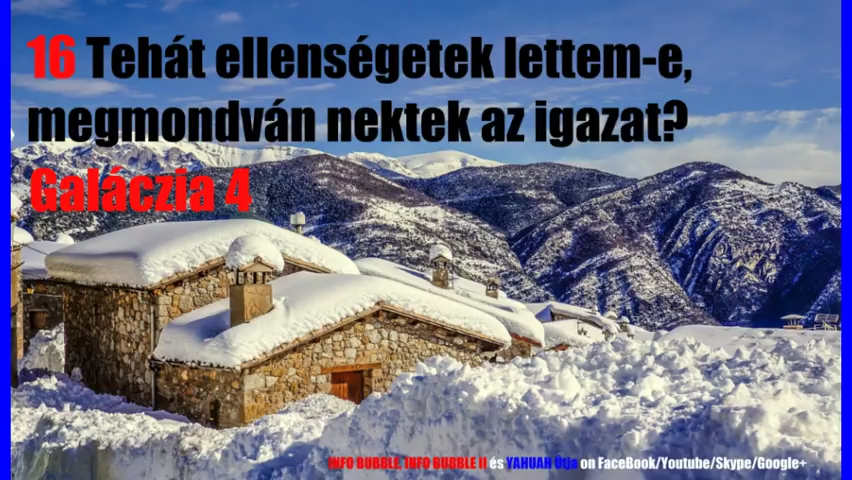 16 Tehát ellenségetek lettem-e,
megmondván nektek az igazat?
Galáczia 4
INFO BUBBLE, INFO BUBBLE II és YAHUAH Útja on FaceBook/Youtube/Skype/Google+